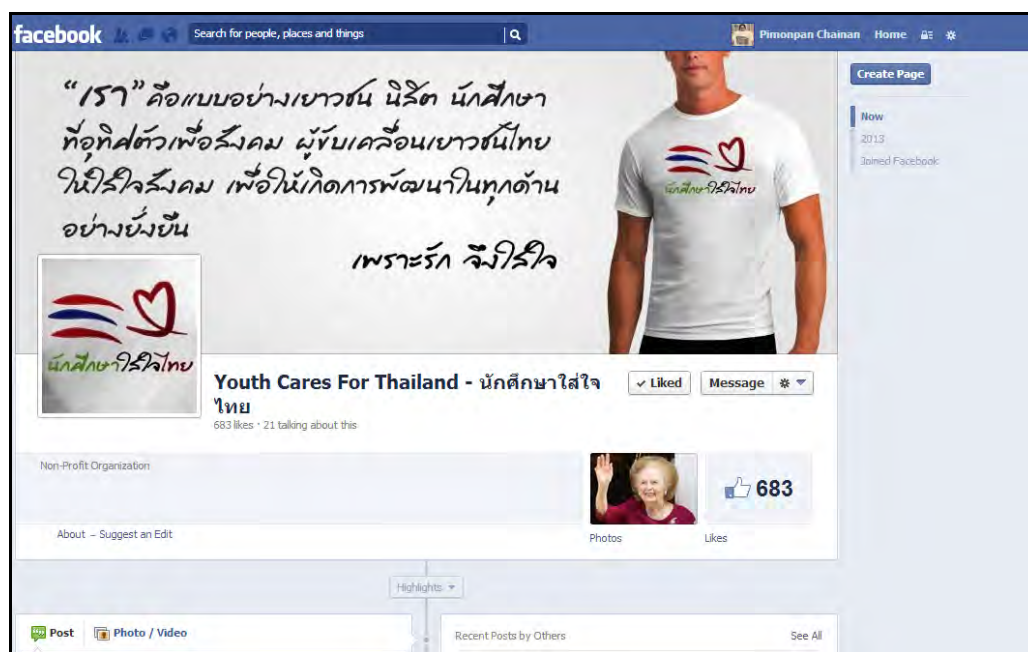 facebook
Search for people, places and things
Pimonpan Chainan Home
"เรา" คือแบบอย่างเยาวชน นิสิต นักศึกษา
ที่อุทิศตัวเพื่อสังคม ผู้ขับเคลื่อนเยาวชนไทย
ให้ใส่ใจสังคม เพื่อให้เกิดการพัฒนาในทุกด้าน
อย่างยั่งยืน
เพราะรัก จึงใส่ใจ
นักศึกษาใส่ใจไทย
นักศึกษาใส่ใจไทย
Create Page
Now
2013
Joined Facebook
Youth Cares For Thailand - นักศึกษาใส่ใจ
ไทย
683 likes · 21 talking about this
✓ Liked
Message
Non-Profit Organization
About – Suggest an Edit
683
Photos
Likes
Highlights
Post
Photo / Video
Recent Posts by Others
See All